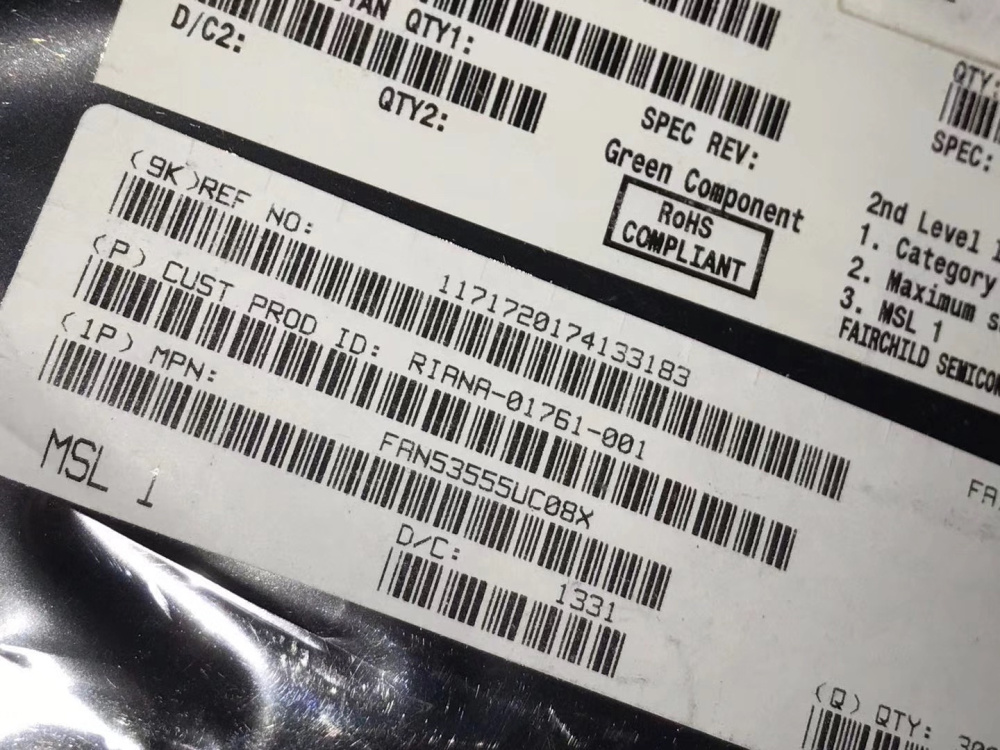 QTY1:
D/C2:
QTY2:
SPEC REV:
Green Component
RoHS
COMPLIANT
QTY:
SPEC:
2nd Level
1. Category
2. Maximum
3. MSL 1
FAIRCHILD
(9K)REF NO: 1171720174133183
(P) CUST PROD ID: RIANA-01761-001
(1P) MPN: FAN53555UC08X
MSL 1
D/C: 1331
(Q) QTY: